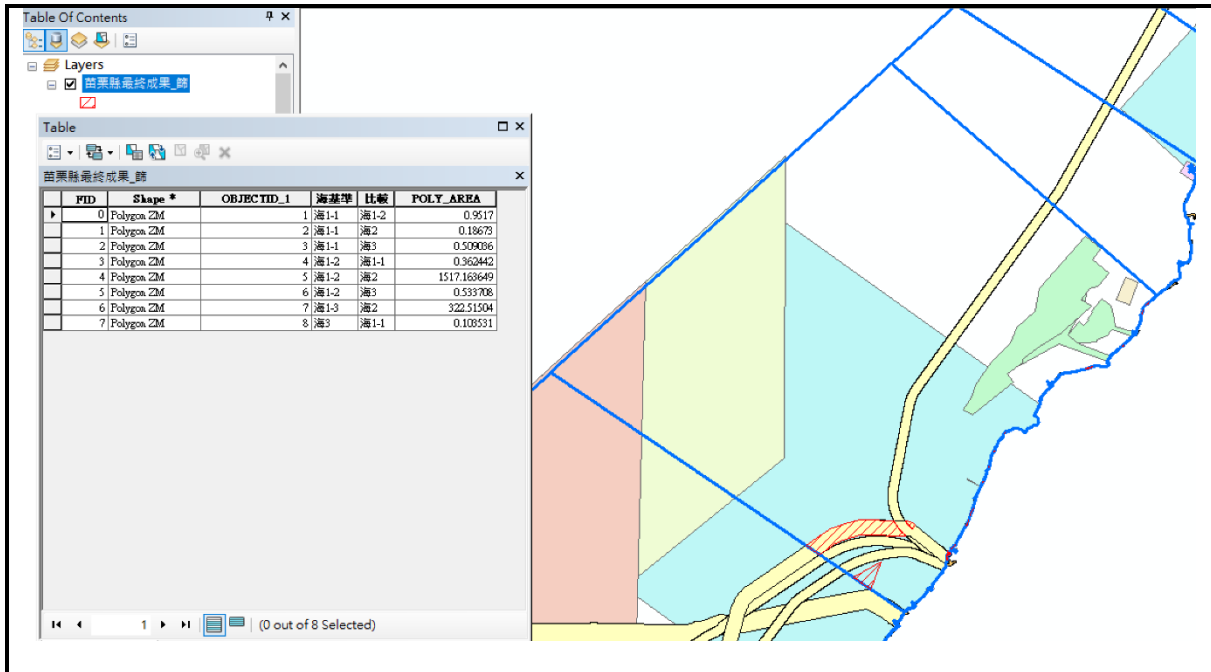 Table Of Contents
Layers
苗栗縣最終成果_篩
Table
苗栗縣最終成果_篩
FID Shape * OBJECTID_1 海基準 比較 POLY_AREA
0 Polygon ZM 1 海1-1 海1-2 0.9517
1 Polygon ZM 2 海1-1 海2 0.18673
2 Polygon ZM 3 海1-1 海3 0.509036
3 Polygon ZM 4 海1-2 海1-1 0.362442
4 Polygon ZM 5 海1-2 海2 1517.163649
5 Polygon ZM 6 海1-2 海3 0.533708
6 Polygon ZM 7 海1-3 海2 322.51504
7 Polygon ZM 8 海3 海1-1 0.103531
1 (0 out of 8 Selected)